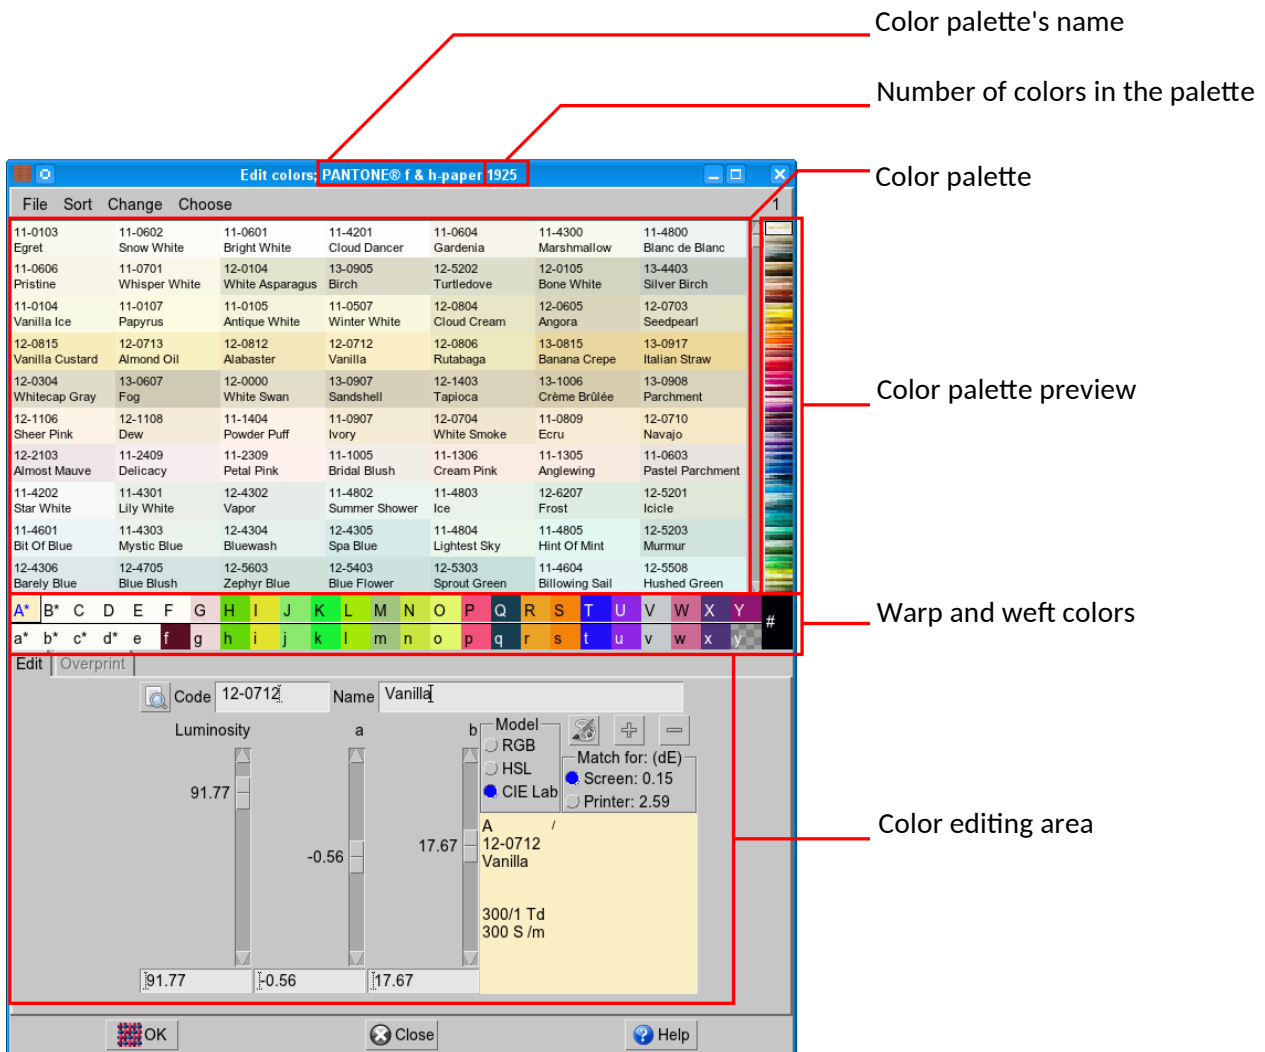 Color palette's name
Number of colors in the palette
Edit colors; PANTONE® f & h-paper 1925
Color palette
File Sort Change Choose 1
11-0103 11-0602 11-0601 11-4201 11-0604 11-4300 11-4800
Egret Snow White Bright White Cloud Dancer Gardenia Marshmallow Blanc de Blanc
11-0606 11-0701 12-0104 13-0905 12-5202 12-0105 13-4403
Pristine Whisper White White Asparagus Birch Turtledove Bone White Silver Birch
11-0104 11-0107 11-0105 11-0507 12-0804 12-0605 12-0703
Vanilla Ice Papyrus Antique White Winter White Cloud Cream Angora Seedpearl
12-0815 12-0713 12-0812 12-0712 12-0806 13-0815 13-0917
Vanilla Custard Almond Oil Alabaster Vanilla Rutabaga Banana Crepe Italian Straw
12-0304 13-0607 12-0000 13-0907 12-1403 13-1006 13-0908
Whitecap Gray Fog White Swan Sandshell Tapioca Crème Brûlée Parchment
Color palette preview
12-1106 12-1108 11-1404 11-0907 12-0704 11-0809 12-0710
Sheer Pink Dew Powder Puff Ivory White Smoke Ecru Navajo
12-2103 11-2409 11-2309 11-1005 11-1306 11-1305 11-0603
Almost Mauve Delicacy Petal Pink Bridal Blush Cream Pink Anglewing Pastel Parchment
11-4202 11-4301 12-4302 11-4802 11-4803 12-6207 12-5201
Star White Lily White Vapor Summer Shower Ice Frost Icicle
11-4601 11-4303 12-4304 12-4305 11-4804 11-4805 12-5203
Bit Of Blue Mystic Blue Bluewash Spa Blue Lightest Sky Hint Of Mint Murmur
12-4306 12-4705 12-5603 12-5403 12-5303 11-4604 12-5508
Barely Blue Blue Blush Zephyr Blue Blue Flower Sprout Green Billowing Sail Hushed Green
A* B* C D E F G H I J K L M N O P Q R S T U V W X Y
#
a* b* c* d* e f g h i j k l m n o p q r s t u v w x y
Warp and weft colors
Edit Overprint
Code 12-0712 Name Vanilla
Luminosity a b Model
RGB
HSL
CIE Lab
Match for: (dE)
Screen: 0.15
Printer: 2.59
91.77
-0.56
17.67
A /
12-0712
Vanilla
300/1 Td
300 S /m
Color editing area
91.77 -0.56 17.67
OK Close Help